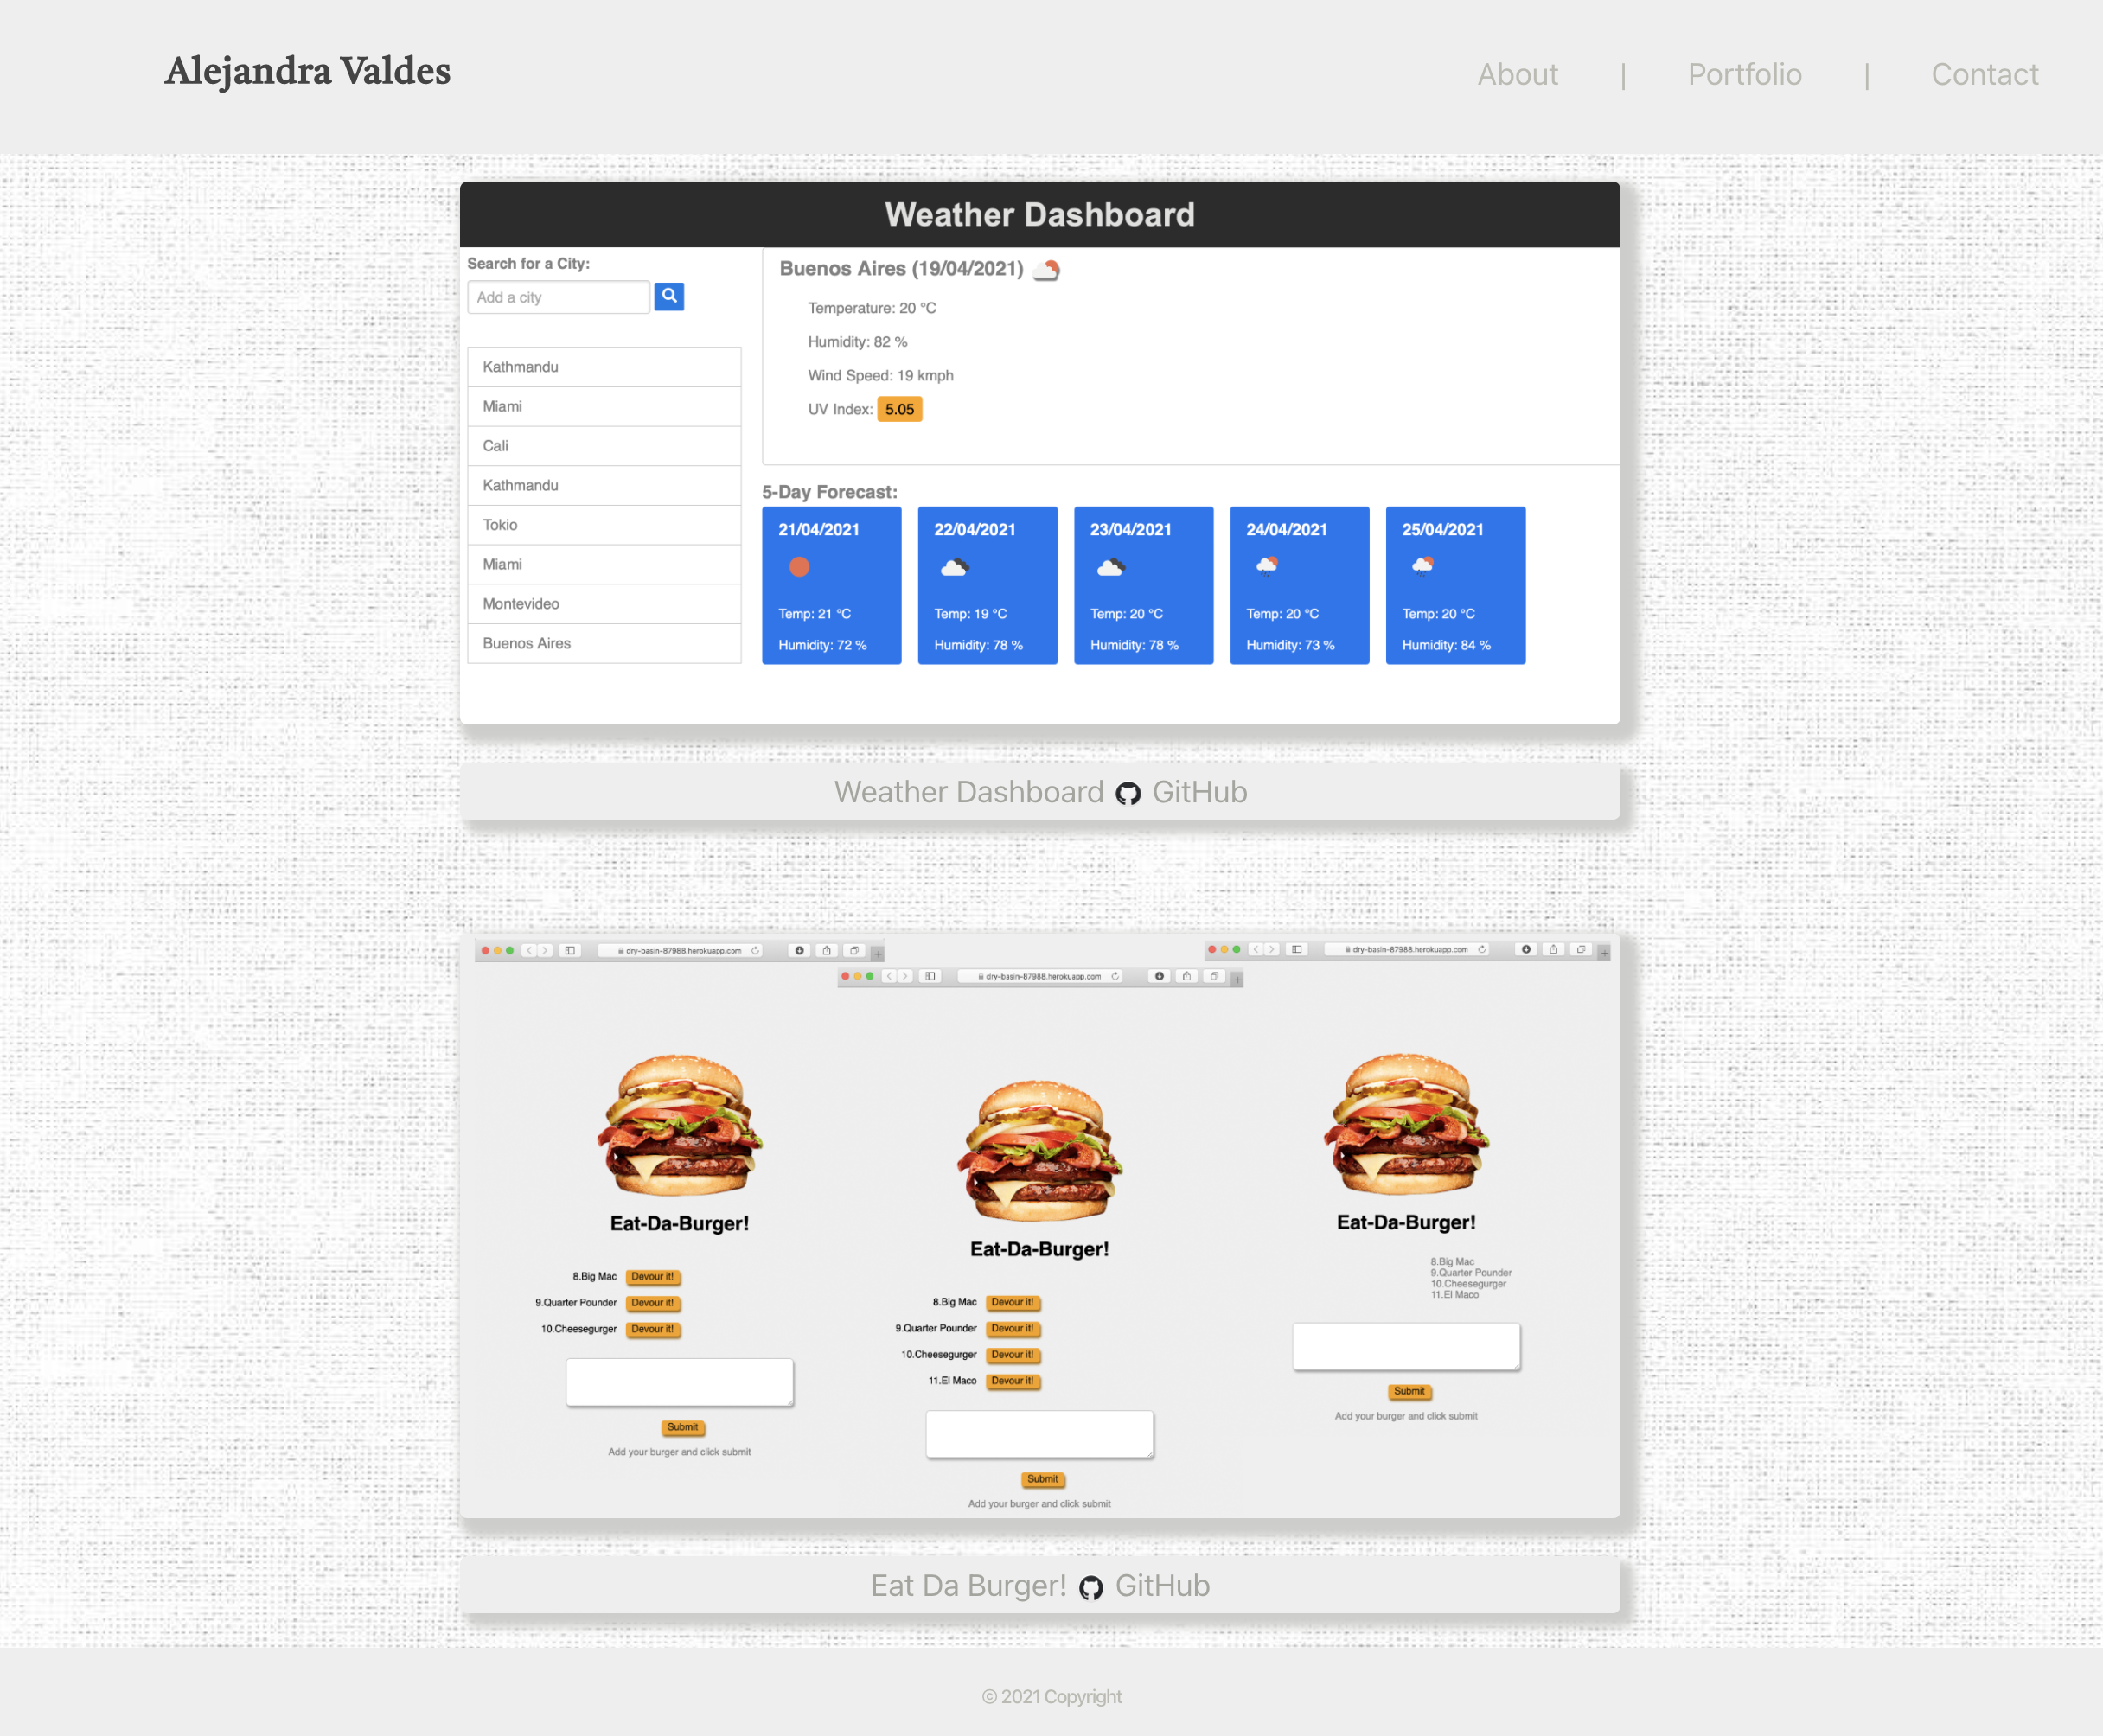 Alejandra Valdes
About | Portfolio | Contact
Weather Dashboard
Search for a City:
Add a city
Kathmandu
Miami
Cali
Kathmandu
Tokio
Miami
Montevideo
Buenos Aires
Buenos Aires (19/04/2021)
Temperature: 20 °C
Humidity: 82 %
Wind Speed: 19 kmph
UV Index: 5.05
5-Day Forecast:
21/04/2021
Temp: 21 °C
Humidity: 72 %
22/04/2021
Temp: 19 °C
Humidity: 78 %
23/04/2021
Temp: 20 °C
Humidity: 78 %
24/04/2021
Temp: 20 °C
Humidity: 73 %
25/04/2021
Temp: 20 °C
Humidity: 84 %
Weather Dashboard GitHub
dry-basin-87988.herokuapp.com
Eat-Da-Burger!
8.Big Mac Devour it!
9.Quarter Pounder Devour it!
10.Cheesegurger Devour it!
Submit
Add your burger and click submit
dry-basin-87988.herokuapp.com
Eat-Da-Burger!
8.Big Mac Devour it!
9.Quarter Pounder Devour it!
10.Cheesegurger Devour it!
11.El Maco Devour it!
Submit
Add your burger and click submit
dry-basin-87988.herokuapp.com
Eat-Da-Burger!
8.Big Mac
9.Quarter Pounder
10.Cheesegurger
11.El Maco
Submit
Add your burger and click submit
Eat Da Burger! GitHub
© 2021 Copyright